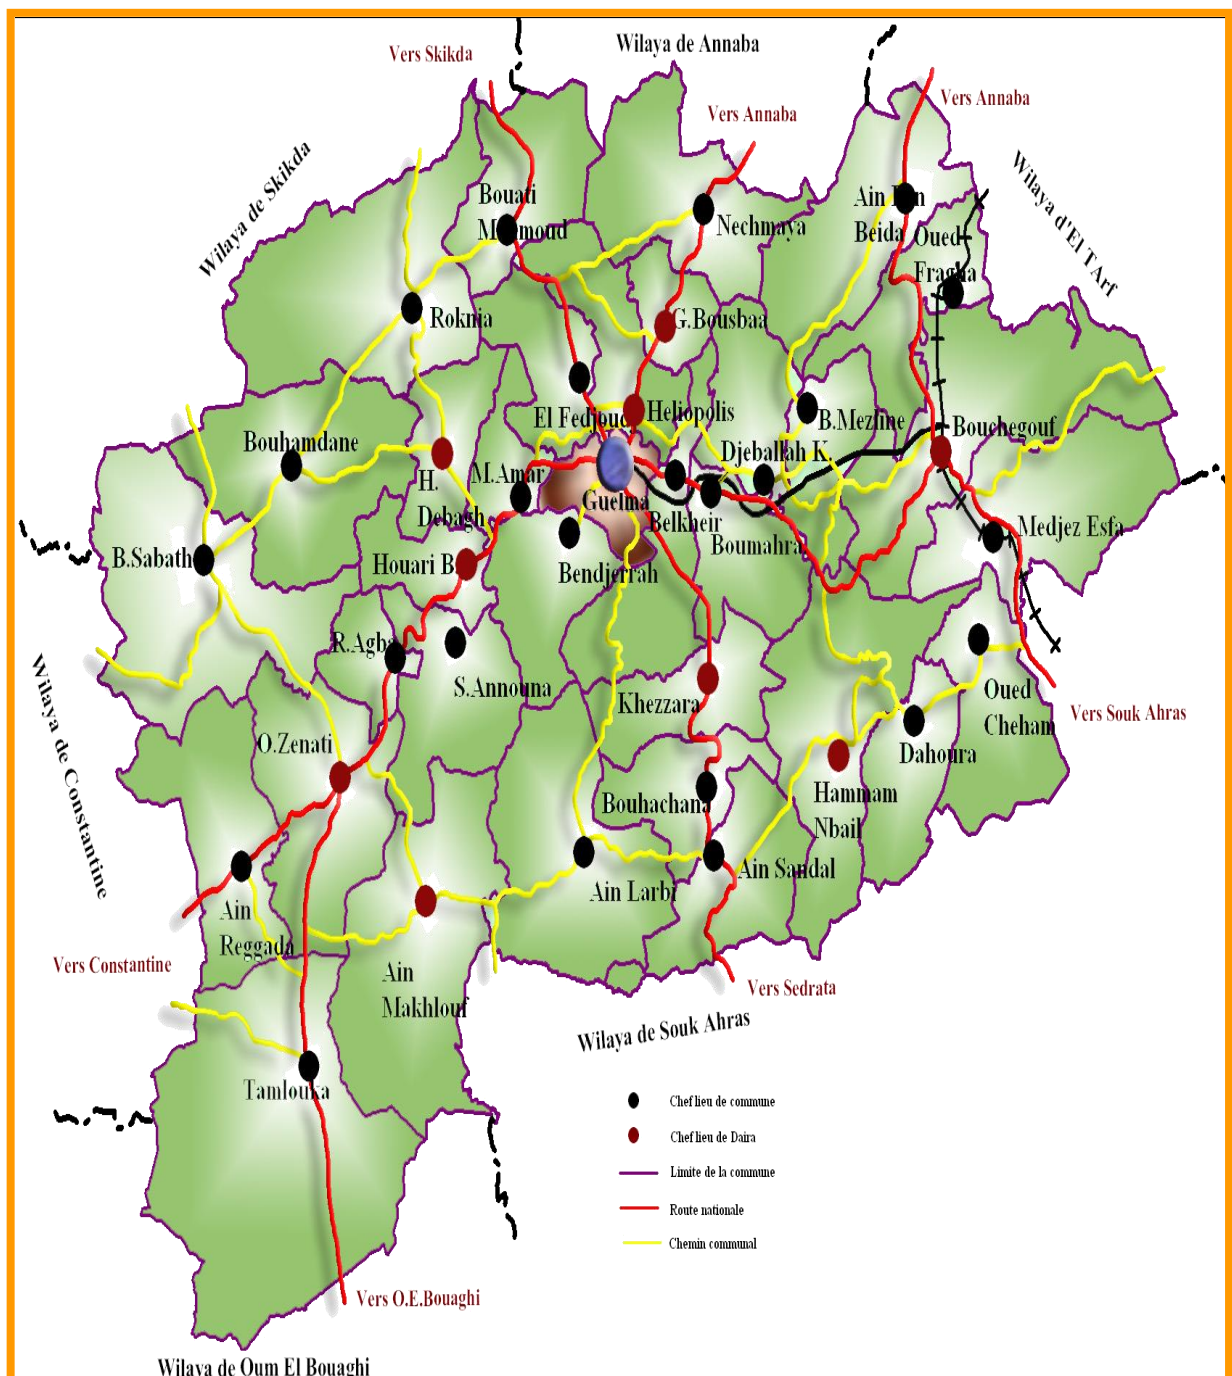 Wilaya de Annaba
Vers Skikda
Vers Annaba
Vers Annaba
Wilaya de Skikda
Wilaya d'El TArf
Bouati
Mahmoud
Nechmaya
Ain Ben
Beida
Oued
Fragha
Roknia
G.Bousbaa
El Fedjoud
Heliopolis
B.Mezline
Bouchegouf
Bouhamdane
H.
Debagh
M.Amar
Djeballah K.
Guelma
Belkheir
Boumahra
Medjez Esfa
B.Sabath
Houari B.
Bendjerrah
R.Agba
S.Announa
Khezzara
Oued
Cheham
Vers Souk Ahras
Wilaya de Constantine
O.Zenati
Dahoura
Bouhachana
Hammam
Nbail
Ain Sandal
Ain Larbi
Ain
Reggada
Vers Constantine
Ain
Makhlouf
Vers Sedrata
Wilaya de Souk Ahras
Tamlouka
Chef lieu de commune
Chef lieu de Daira
Limite de la commune
Route nationale
Chemin communal
Vers O.E.Bouaghi
Wilaya de Oum El Bouaghi